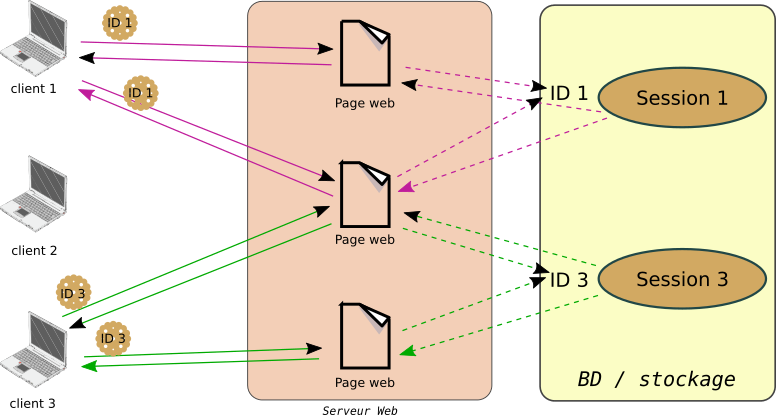 ID 1
client 1
ID 1
client 2
ID 3
ID 3
client 3
Page web
Page web
Page web
Serveur Web
ID 1
Session 1
ID 3
Session 3
BD / stockage